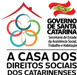 GOVERNO
DE SANTA
CATARINA
Secretaria de Estado
da Assistência Social,
Trabalho e Habitação
A CASA DOS
DIREITOS SOCIAIS
DOS CATARINENSES